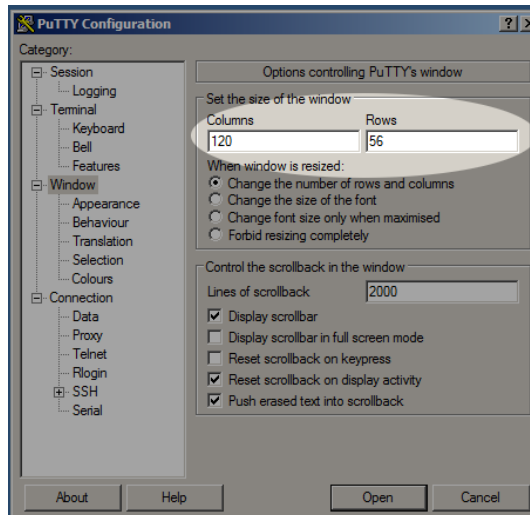 PuTTY Configuration
Category:
Session
Logging
Terminal
Keyboard
Bell
Features
Window
Appearance
Behaviour
Translation
Selection
Colours
Connection
Data
Proxy
Telnet
Rlogin
SSH
Serial
Options controlling PuTTY's window
Set the size of the window
Columns Rows
120 56
When window is resized:
Change the number of rows and columns
Change the size of the font
Change font size only when maximised
Forbid resizing completely
Control the scrollback in the window
Lines of scrollback 2000
Display scrollbar
Display scrollbar in full screen mode
Reset scrollback on keypress
Reset scrollback on display activity
Push erased text into scrollback
About Help Open Cancel